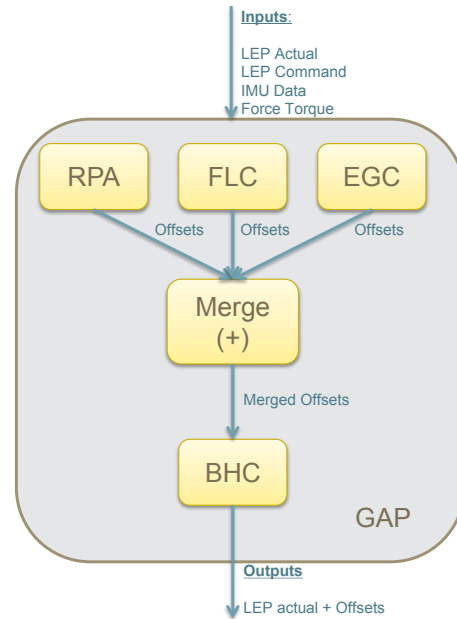 Inputs:
LEP Actual
LEP Command
IMU Data
Force Torque
RPA
FLC
EGC
Offsets
Offsets
Offsets
Merge
(+)
Merged Offsets
BHC
GAP
Outputs
LEP actual + Offsets